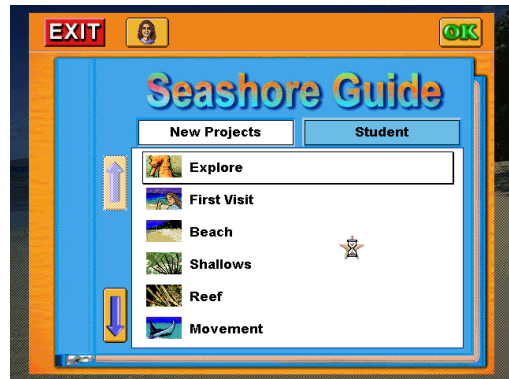 EXIT
OK
Seashore Guide
New Projects
Student
Explore
First Visit
Beach
Shallows
Reef
Movement